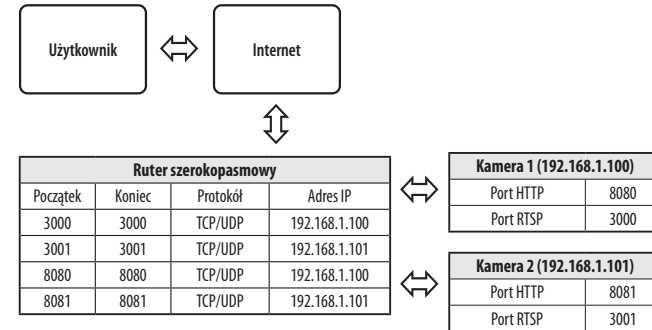 Użytkownik
Internet
Ruter szerokopasmowy
Początek Koniec Protokół Adres IP
3000 3000 TCP/UDP 192.168.1.100
3001 3001 TCP/UDP 192.168.1.101
8080 8080 TCP/UDP 192.168.1.100
8081 8081 TCP/UDP 192.168.1.101
Kamera 1 (192.168.1.100)
Port HTTP 8080
Port RTSP 3000
Kamera 2 (192.168.1.101)
Port HTTP 8081
Port RTSP 3001